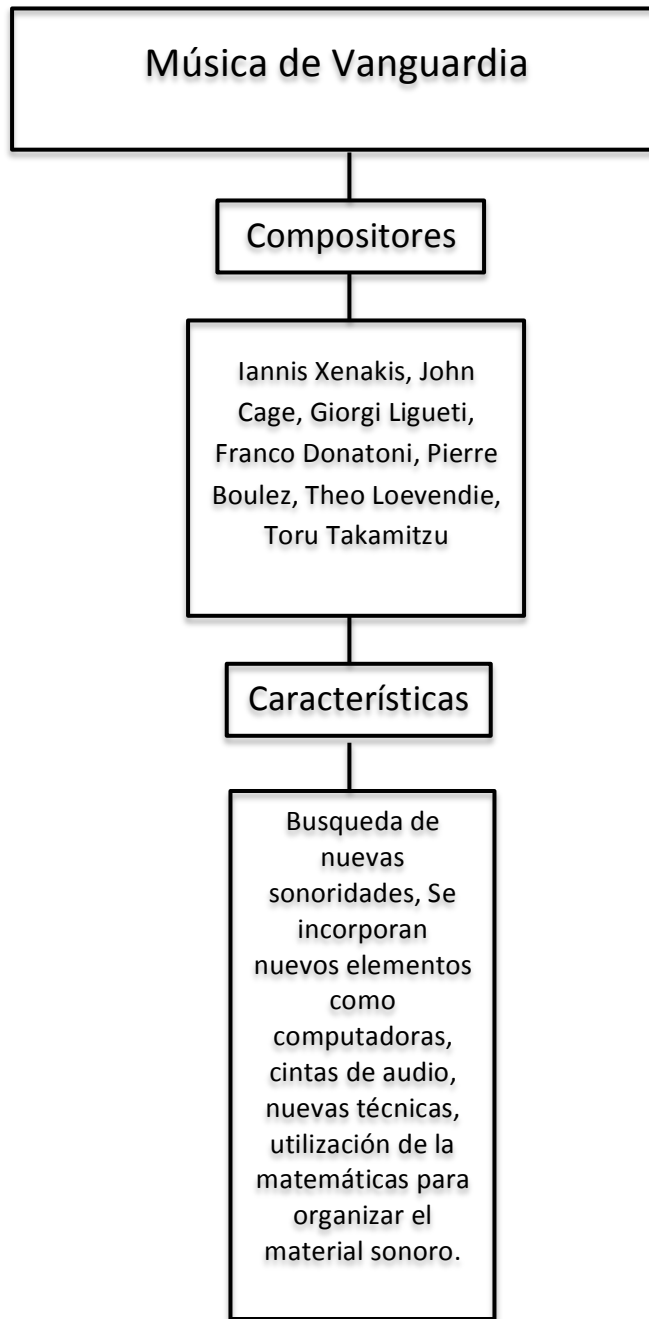 Música de Vanguardia
Compositores
Iannis Xenakis, John
Cage, Giorgi Ligueti,
Franco Donatoni, Pierre
Boulez, Theo Loevendie,
Toru Takamitzu
Características
Busqueda de
nuevas
sonoridades, Se
incorporan
nuevos elementos
como
computadoras,
cintas de audio,
nuevas técnicas,
utilización de la
matemáticas para
organizar el
material sonoro.